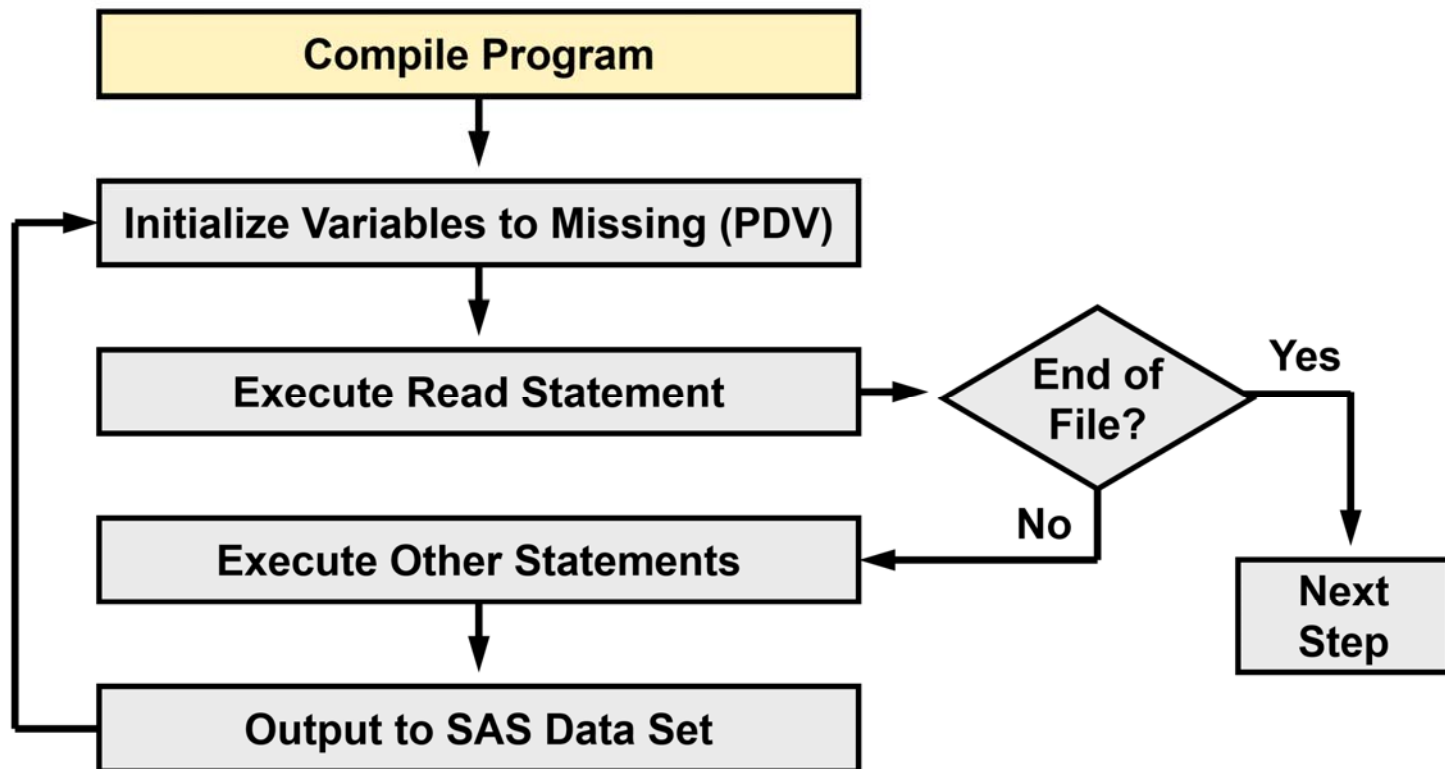 Compile Program
Initialize Variables to Missing (PDV)
Execute Read Statement
End of
File?
Yes
No
Execute Other Statements
Next
Step
Output to SAS Data Set